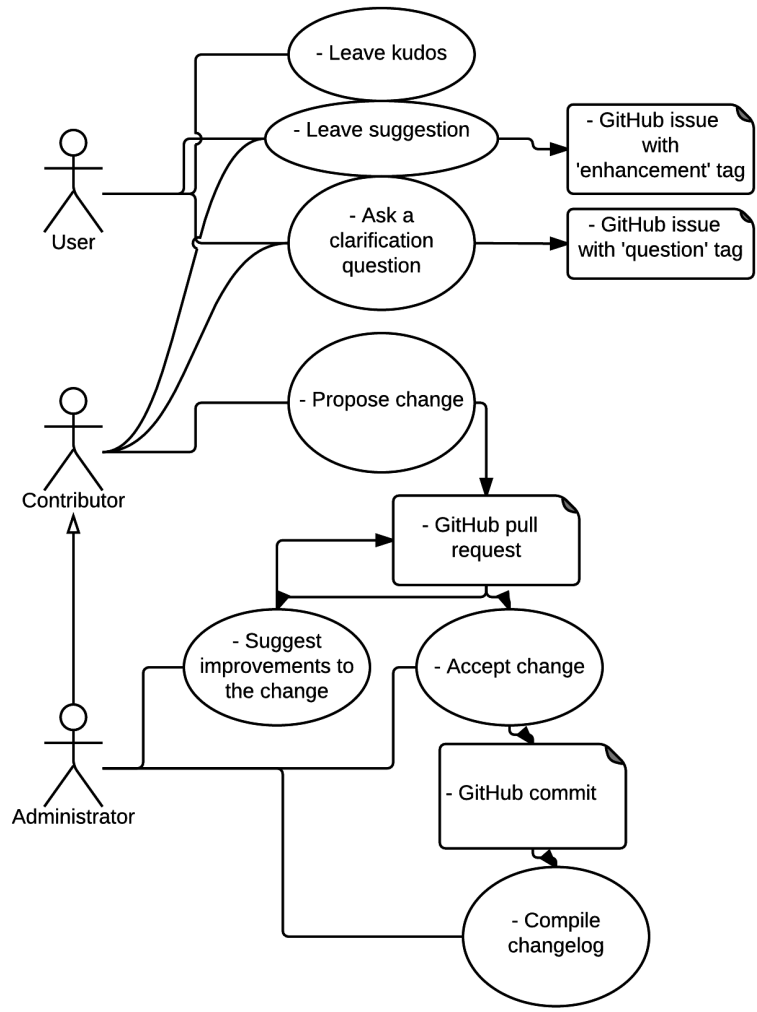 - Leave kudos
- Leave suggestion
- GitHub issue
with
'enhancement' tag
User
- Ask a
clarification
question
- GitHub issue
with 'question' tag
- Propose change
Contributor
- GitHub pull
request
- Suggest
improvements to
the change
- Accept change
Administrator
- GitHub commit
- Compile
changelog